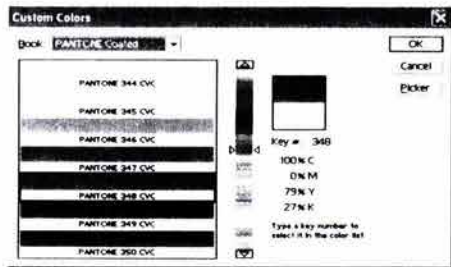 Custom Colors
Book: PANTONE Coated
OK
Cancel
Picker
PANTONE 344 CVC
PANTONE 345 CVC
PANTONE 346 CVC
PANTONE 347 CVC
PANTONE 348 CVC
PANTONE 349 CVC
PANTONE 350 CVC
Key # 348
100% C
0% M
79% Y
27% K
Type a key number to
select it in the color list